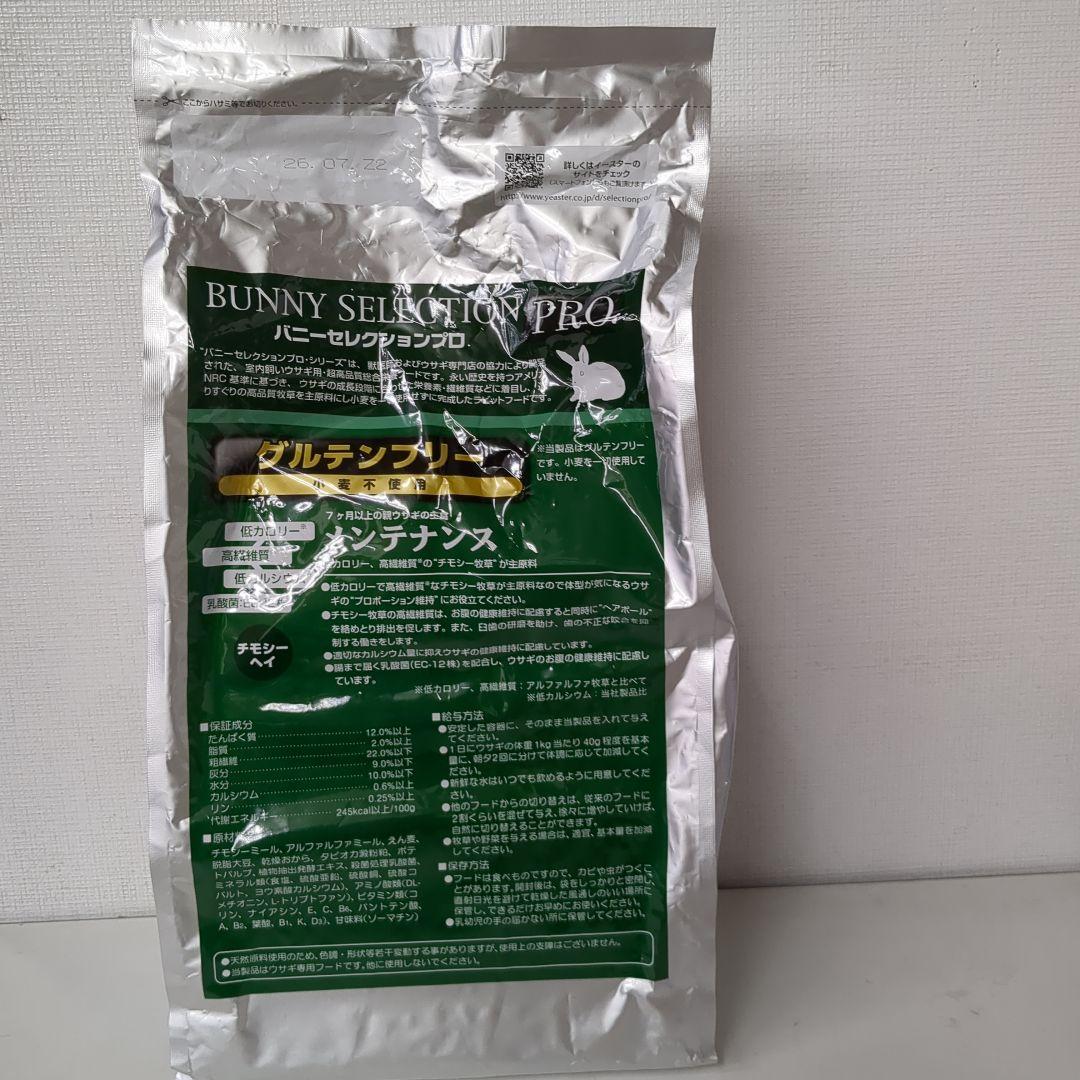 ここからハサミ等でお切りください。
26.07.Z2
詳しくはイースターの
サイトをチェック
http://www.yeaster.co.jp/d/selectionpro/
BUNNY SELECTION PRO
バニーセレクションプロ
"バニーセレクションプロ・シリーズ"は、獣医師およびウサギ専門店の協力により
された、室内飼いウサギ用・超高品質総合栄養フードです。永い歴史を持つアメリカ
NRC基準に基づき、ウサギの成長段階に 栄養素・繊維質などに着目し、
りすぐりの高品質牧草を主原料にし小麦を 使用せずに完成したラビットフードです。
グルテンフリー
小麦不使用
※当製品はグルテンフリー
です。小麦を一切使用して
いません。
7ヶ月以上の親ウサギの主食
メンテナンス
低カロリー※
高繊維質
低カルシウム
乳酸菌
カロリー、高繊維質※の"チモシー牧草"が主原料
チモシー
ヘイ
●低カロリーで高繊維質※なチモシー牧草が主原料なので体型が気になるウサ
ギの"プロポーション維持"にお役立てください。
●チモシー牧草の高繊維質は、お腹の健康維持に配慮すると同時に"ヘアボール"
を絡めとり排出を促します。また、臼歯の研磨を助け、歯の不正な咬合を抑
制する働きをします。
●適切なカルシウム量に抑えウサギの健康維持に配慮しています。
●腸まで届く乳酸菌(EC-12株)を配合し、ウサギのお腹の健康維持に配慮し
ています。
※低カロリー、高繊維質:アルファルファ牧草と比べて
※低カルシウム:当社製品比
■保証成分
たんぱく質 12.0%以上
脂質 2.0%以上
粗繊維 22.0%以下
灰分 9.0%以下
水分 10.0%以下
カルシウム 0.6%以上
リン 0.25%以上
代謝エネルギー 245kcal以上/100g
■原材料
チモシーミール、アルファルファミール、えん麦、
脱脂大豆、乾燥おから、タピオカ澱粉粕、ポテ
トパルプ、植物抽出発酵エキス、殺菌処理乳酸菌、
ミネラル類(食塩、硫酸亜鉛、硫酸銅、硫酸コ
バルト、ヨウ素酸カルシウム)、アミノ酸類(DL-
メチオニン、L-トリプトファン)、ビタミン類(コ
リン、ナイアシン、E、C、B6、パントテン酸、
A、B2、葉酸、B1、K、D3)、甘味料(ソーマチン)
■給与方法
●安定した容器に、そのまま当製品を入れて与え
てください。
●1日にウサギの体重1kg当たり40g程度を基本
量に、朝夕2回に分けて体調に応じて加減してく
ださい。
●新鮮な水はいつでも飲めるように用意してくだ
さい。
●他のフードからの切り替えは、従来のフードに
2割くらいを混ぜて与え、徐々に増やしていけば、
自然に切り替えることができます。
●牧草や野菜を与える場合は、適宜、基本量を加減
してください。
■保存方法
●フードは食べものですので、カビや虫がつくこ
とがあります。開封後は、袋をしっかりと密閉し、
直射日光を避けて乾燥した風通しのいい場所に
保管し、できるだけお早めにお使いください。
●乳幼児の手の届かない所に保管してください。
●天然原料使用のため、色調・形状等若干変動する事がありますが、使用上の支障はございません。
●当製品はウサギ専用フードです。他に使用しないでください。